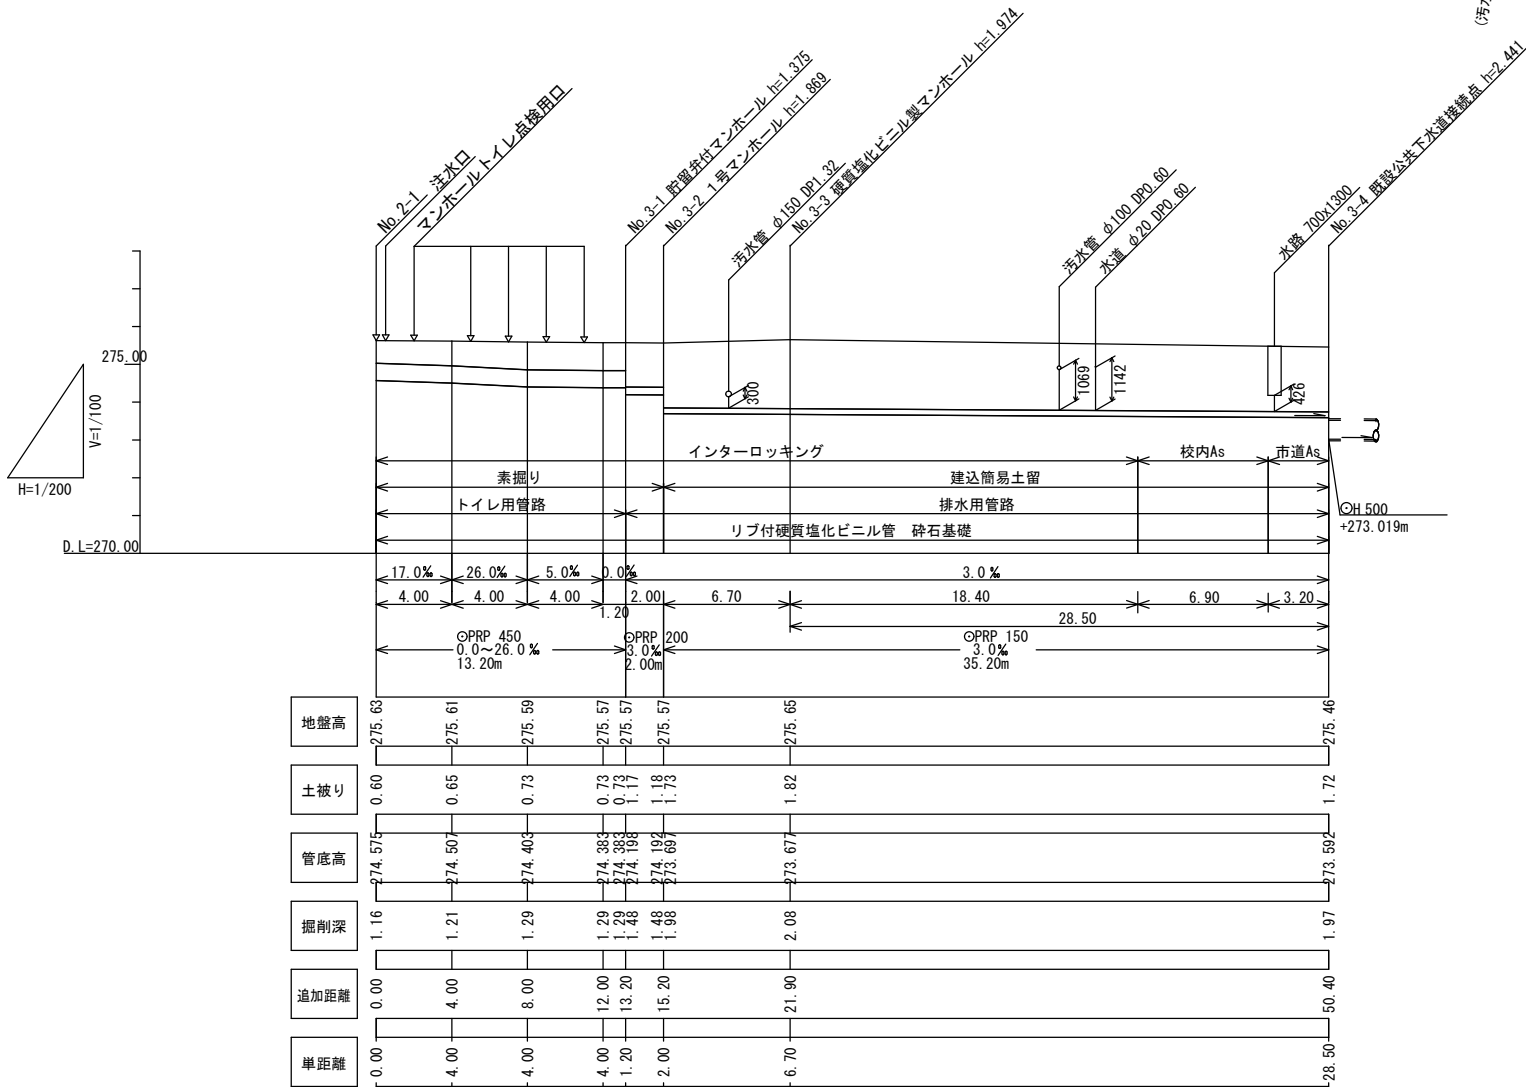 (汚水
No.2-1 注水口
マンホールトイレ点検用口
No.3-1 貯留弁付マンホール h=1.375
No.3-2 1号マンホール h=1.869
汚水管 φ150 DP1.32
No.3-3 硬質塩化ビニル製マンホール h=1.974
汚水管 φ100 DP0.60
水道 φ20 DP0.60
水路 700x1300
No.3-4 既設公共下水道接続点 h=2.441
275.00
V=1/100
H=1/200
D.L=270.00
300
1069
1142
426
インターロッキング 校内As 市道As
素掘り 建込簡易土留
トイレ用管路 排水用管路
リブ付硬質塩化ビニル管 砕石基礎
⊙H 500
+273.019m
17.0‰ 26.0‰ 5.0‰ 0.0‰ 3.0‰
4.00 4.00 4.00 1.20 2.00 6.70 18.40 6.90 3.20
28.50
⊙PRP 450
0.0～26.0‰
13.20m
⊙PRP 200
3.0‰
2.00m
⊙PRP 150
3.0‰
35.20m
地盤高 275.63 275.61 275.59 275.57 275.57 275.57 275.65 275.46
土被り 0.60 0.65 0.73 0.73 0.73 1.17 1.18 1.73 1.82 1.72
管底高 274.575 274.507 274.403 274.383 274.383 274.198 274.192 273.697 273.677 273.592
掘削深 1.16 1.21 1.29 1.29 1.29 1.48 1.48 1.98 2.08 1.97
追加距離 0.00 4.00 8.00 12.00 13.20 15.20 21.90 50.40
単距離 0.00 4.00 4.00 4.00 1.20 2.00 6.70 28.50